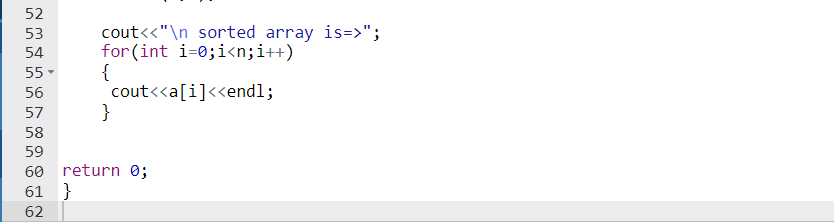 52
53 cout<<"\n sorted array is=>";
54 for(int i=0;i<n;i++)
55 {
56 cout<<a[i]<<endl;
57 }
58
59
60 return 0;
61 }
62